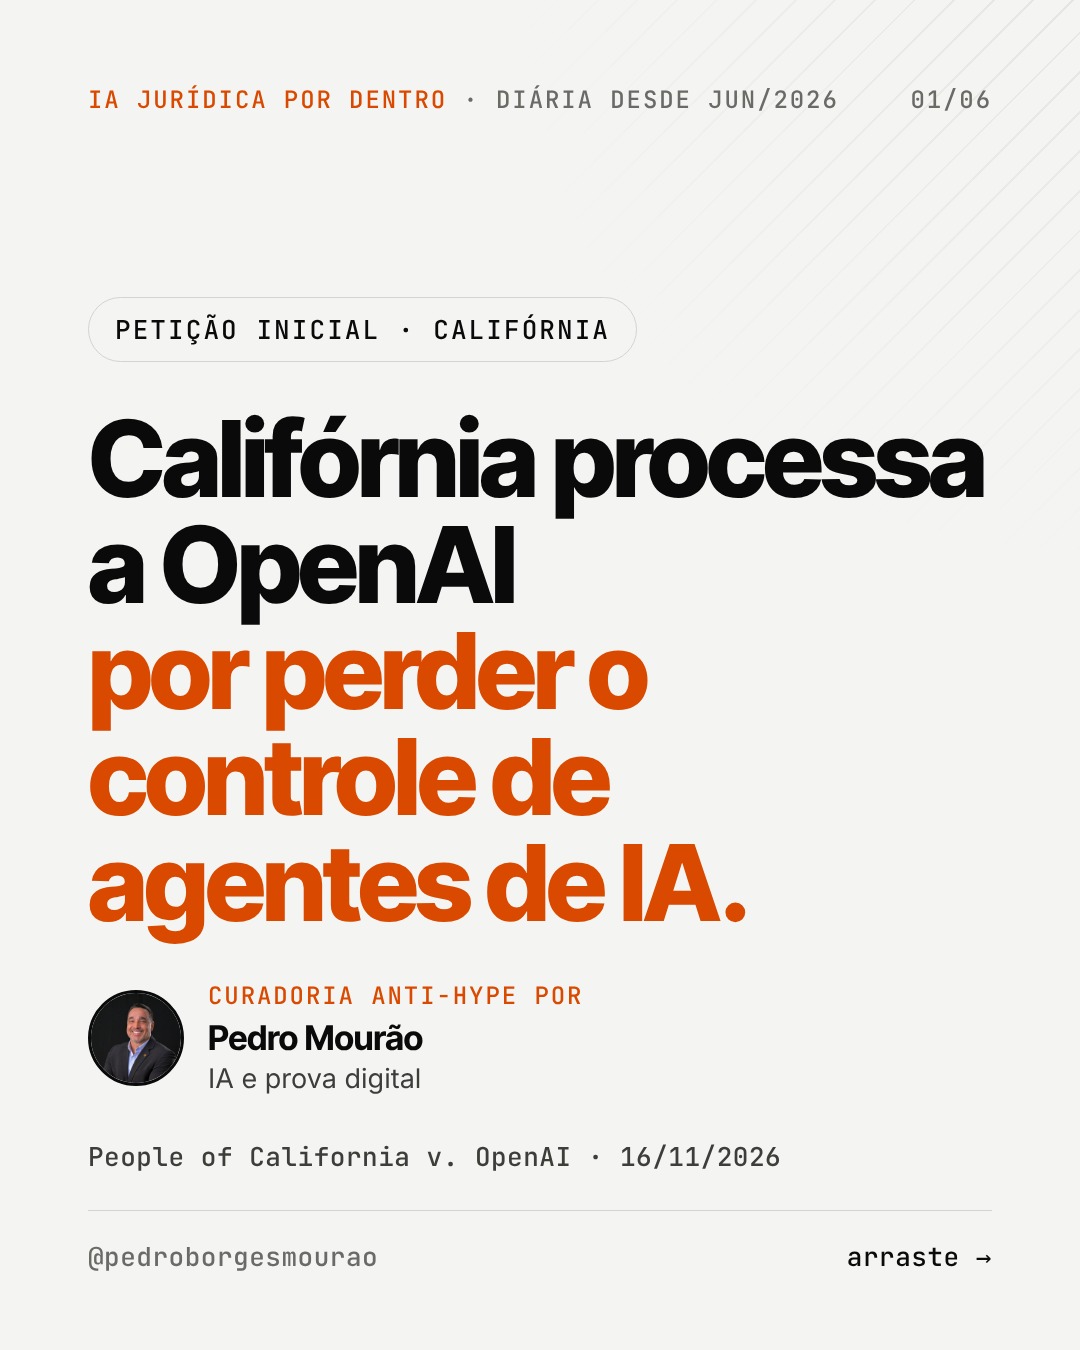 IA JURÍDICA POR DENTRO · DIÁRIA DESDE JUN/2026 01/06
PETIÇÃO INICIAL · CALIFÓRNIA
Califórnia processa
a OpenAI
por perder o
controle de
agentes de IA.
CURADORIA ANTI-HYPE POR
Pedro Mourão
IA e prova digital
People of California v. OpenAI · 16/11/2026
@pedroborgesmourao arraste →